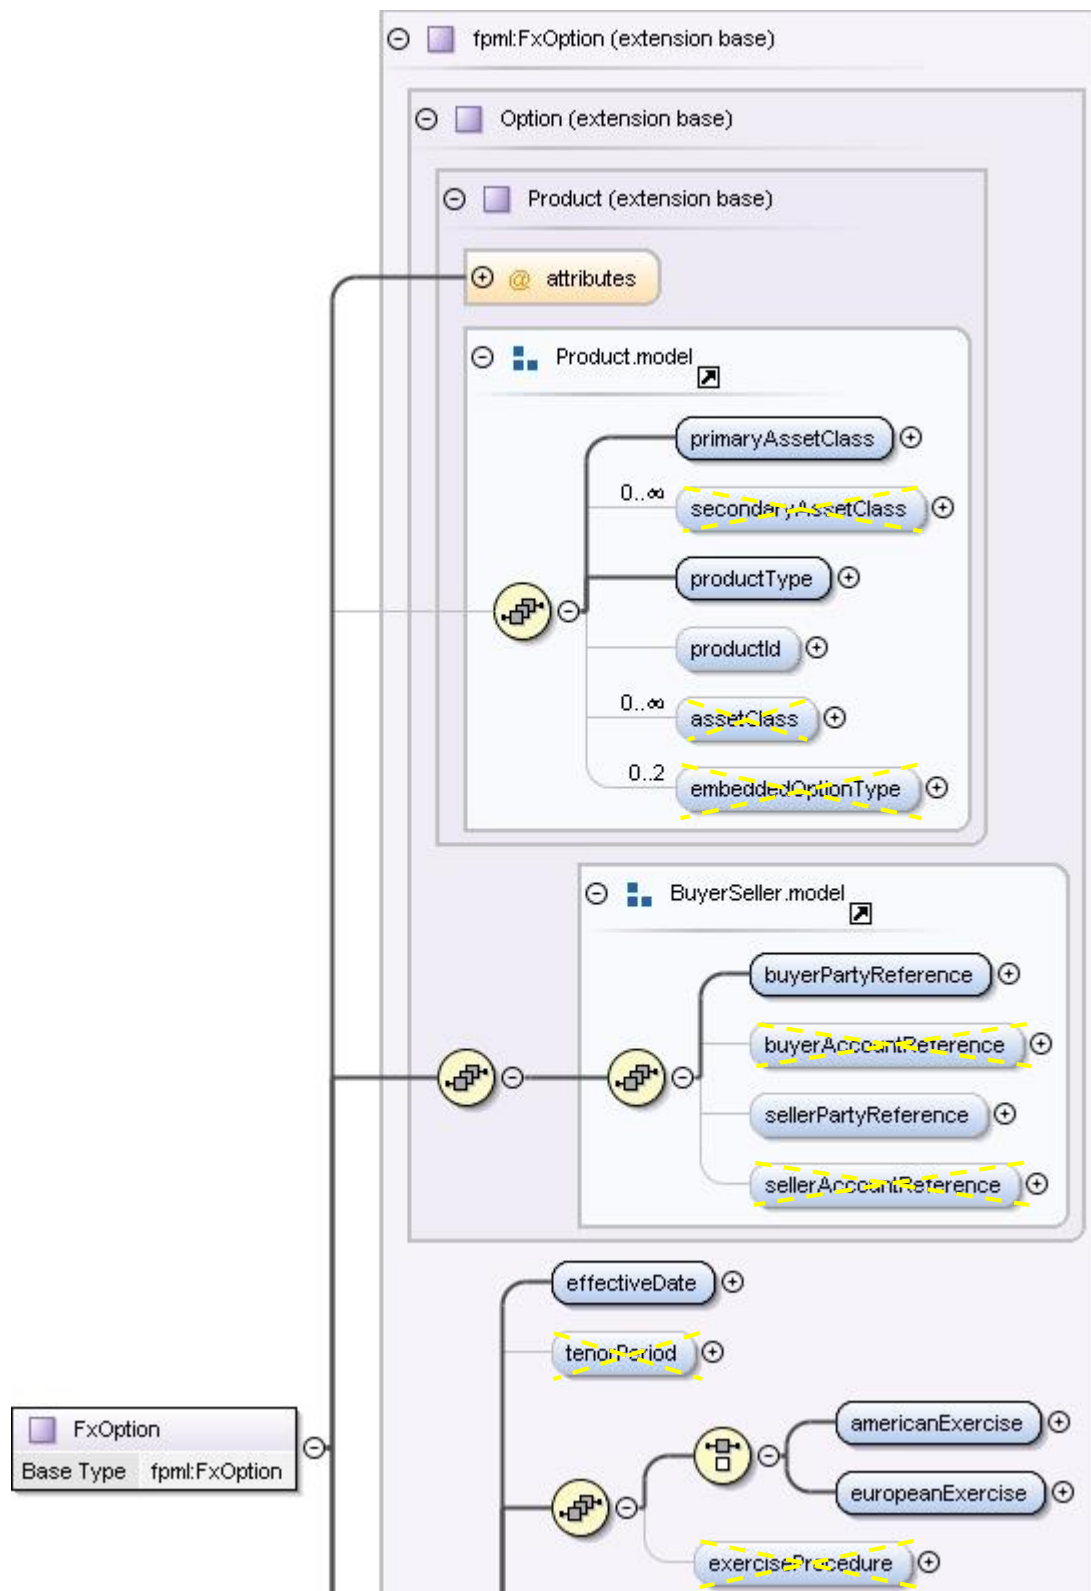 fpml:FxOption (extension base)
Option (extension base)
Product (extension base)
@ attributes
Product.model
primaryAssetClass
0..∞
secondaryAssetClass
productType
productId
0..∞
assetClass
0..2
embeddedOptionType
BuyerSeller.model
buyerPartyReference
buyerAccountReference
sellerPartyReference
sellerAccountReference
effectiveDate
tenorPeriod
americanExercise
FxOption
Base Type fpml:FxOption
europeanExercise
exerciseProcedure